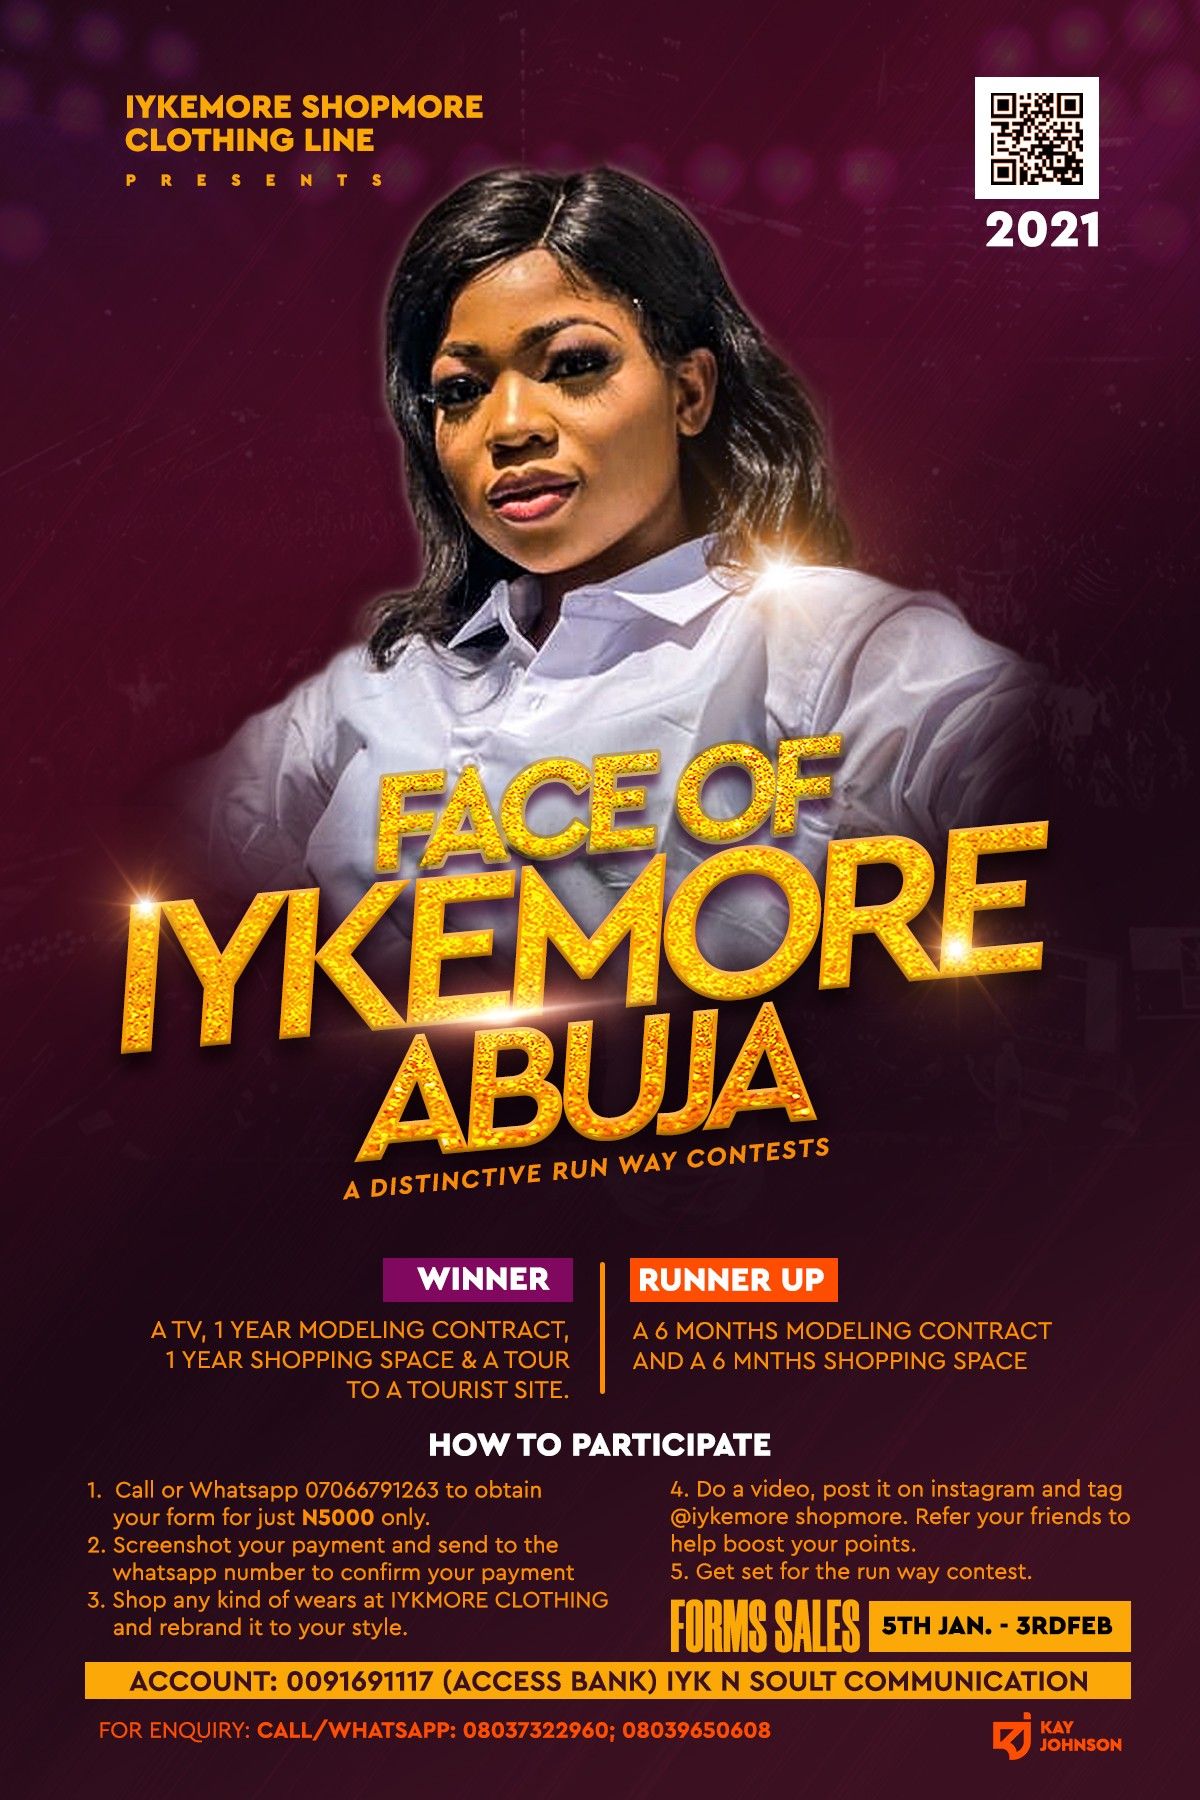 IYKEMORE SHOPMORE
CLOTHING LINE
PRESENTS
2021
FACE OF
IYKEMORE
ABUJA
A DISTINCTIVE RUN WAY CONTESTS
WINNER
A TV, 1 YEAR MODELING CONTRACT,
1 YEAR SHOPPING SPACE & A TOUR
TO A TOURIST SITE.
RUNNER UP
A 6 MONTHS MODELING CONTRACT
AND A 6 MNTHS SHOPPING SPACE
HOW TO PARTICIPATE
1. Call or Whatsapp 07066791263 to obtain
your form for just N5000 only.
2. Screenshot your payment and send to the
whatsapp number to confirm your payment
3. Shop any kind of wears at IYKMORE CLOTHING
and rebrand it to your style.
4. Do a video, post it on instagram and tag
@iykemore shopmore. Refer your friends to
help boost your points.
5. Get set for the run way contest.
FORMS SALES 5TH JAN. - 3RDFEB
ACCOUNT: 0091691117 (ACCESS BANK) IYK N SOULT COMMUNICATION
FOR ENQUIRY: CALL/WHATSAPP: 08037322960; 08039650608
KAY
JOHNSON